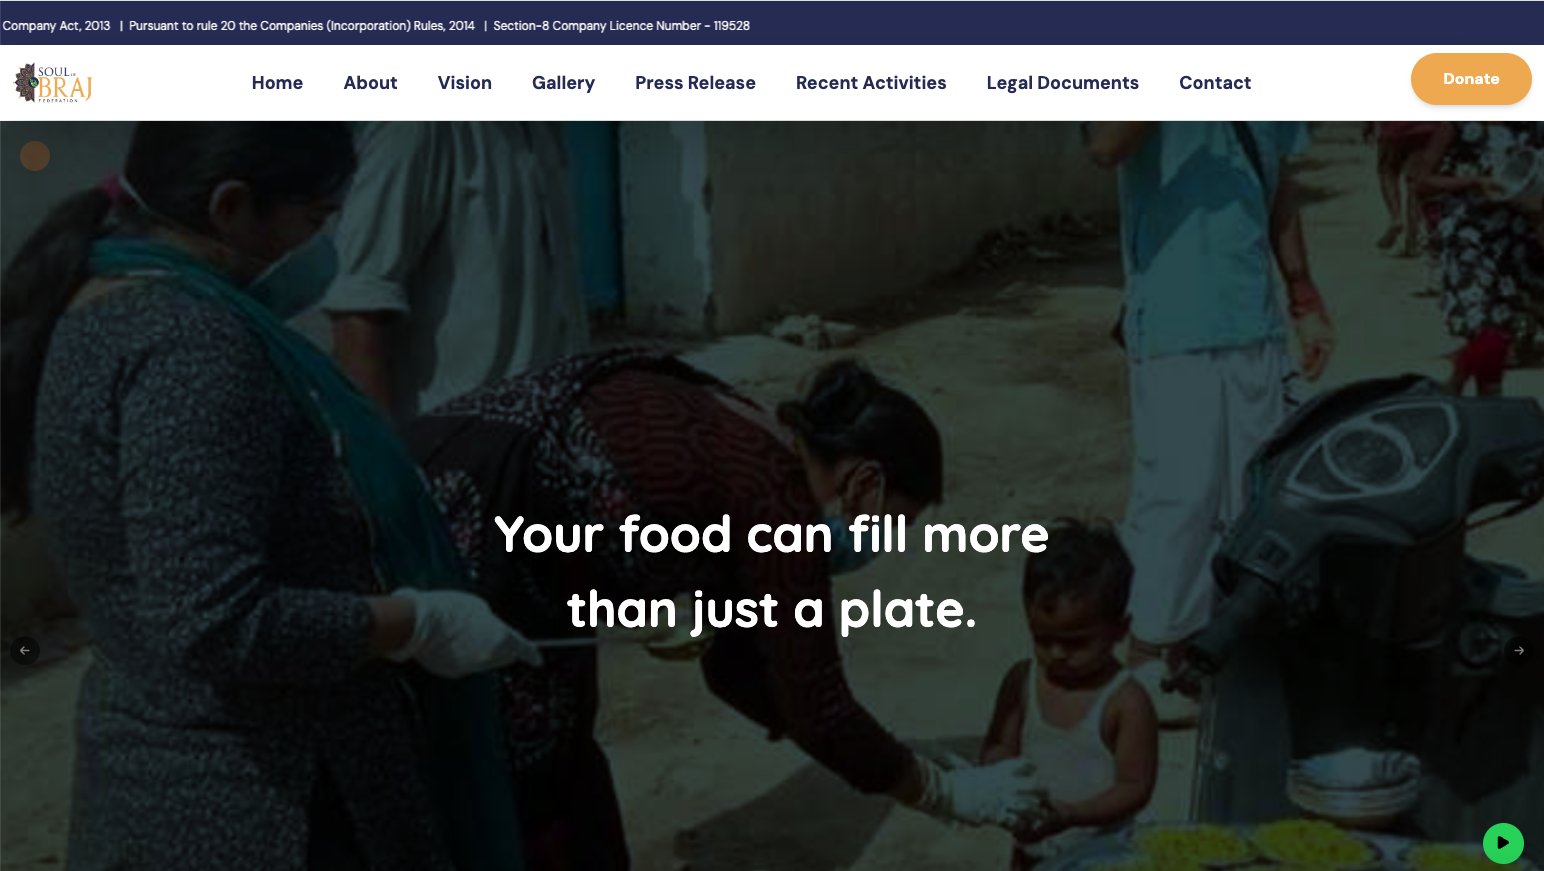 Company Act, 2013 | Pursuant to rule 20 the Companies (Incorporation) Rules, 2014 | Section-8 Company Licence Number - 119528
SOUL OF
BRAJ
FEDERATION
Home About Vision Gallery Press Release Recent Activities Legal Documents Contact Donate
Your food can fill more
than just a plate.